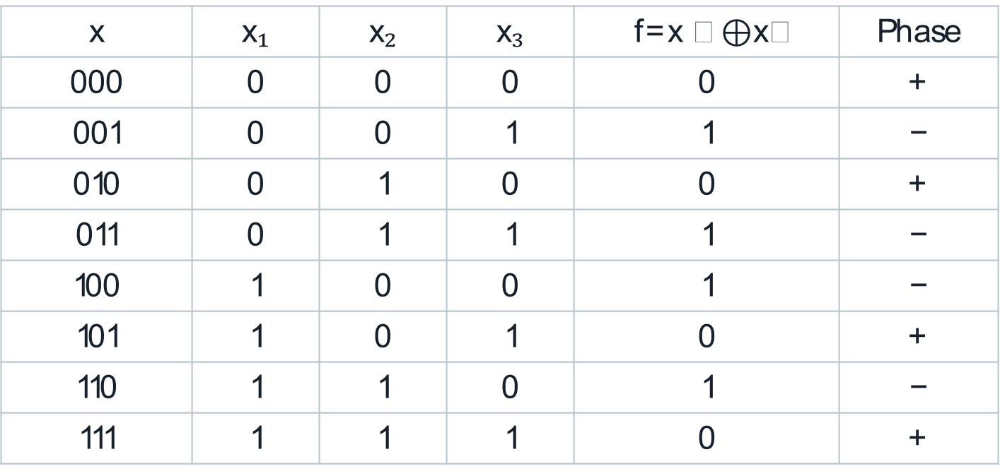 x x₁ x₂ x₃ f=x □ ⊕x□ Phase
000 0 0 0 0 +
001 0 0 1 1 −
010 0 1 0 0 +
011 0 1 1 1 −
100 1 0 0 1 −
101 1 0 1 0 +
110 1 1 0 1 −
111 1 1 1 0 +